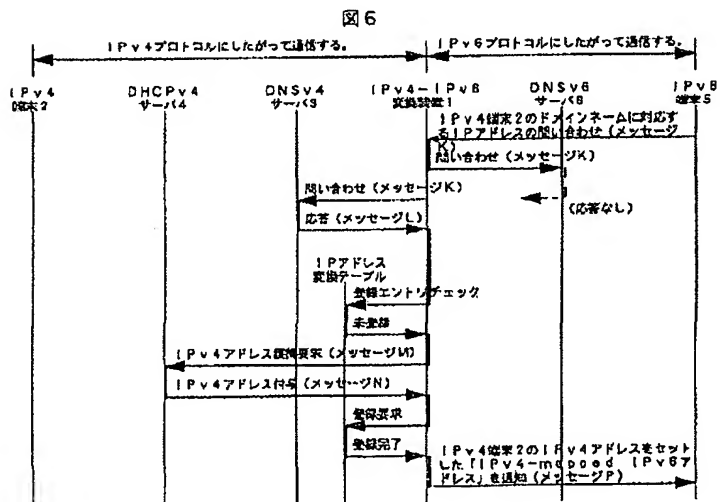 図6
IPv4プロトコルにしたがって通信する。
IPv6プロトコルにしたがって通信する。
IPv4
端末2
DHCPv4
サーバ4
DNSv4
サーバ3
IPv4-IPv6
変換装置1
DNSv6
サーバ6
IPv6
端末5
IPv4端末2のドメインネームに対応す
るIPアドレスの問い合わせ(メッセージ
K)
問い合わせ(メッセージK)
問い合わせ(メッセージK)
(応答なし)
応答(メッセージL)
IPアドレス
変換テーブル
登録エントリチェック
未登録
IPv4アドレス獲得要求(メッセージM)
IPv4アドレス付与(メッセージN)
登録要求
登録完了
IPv4端末2のIPv4アドレスをセット
した「IPv4-mapped IPv6ア
ドレス」を通知(メッセージP)